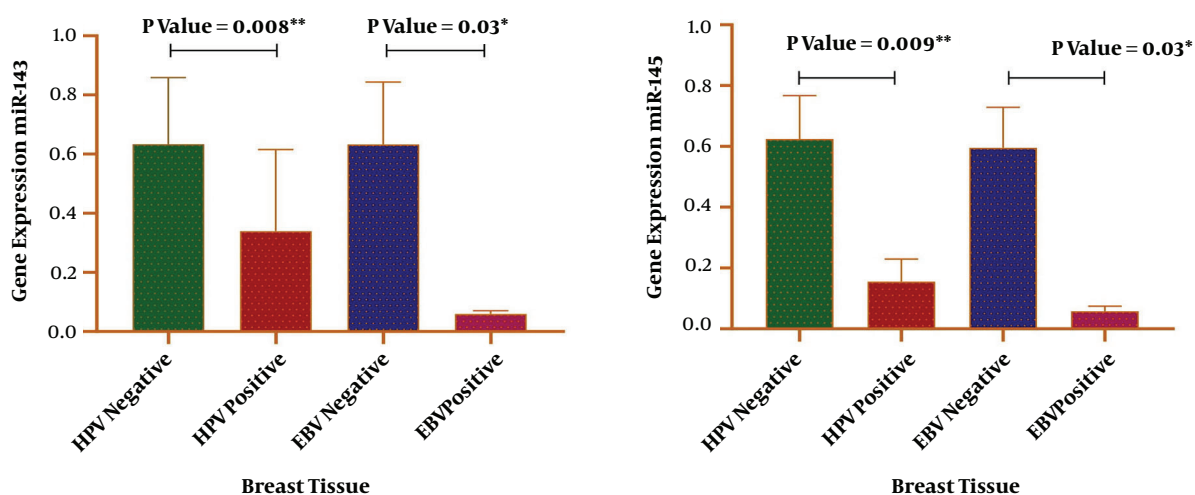 P Value = 0.008**
P Value = 0.03*
1.0
0.8
0.6
0.4
0.2
0.0
Gene Expression miR-143
HPV Negative
HPV Positive
EBV Negative
EBVPositive
Breast Tissue
P Value = 0.009**
P Value = 0.03*
1.0
0.8
0.6
0.4
0.2
0.0
Gene Expression miR-145
HPV Negative
HPV Positive
EBV Negative
EBVPositive
Breast Tissue